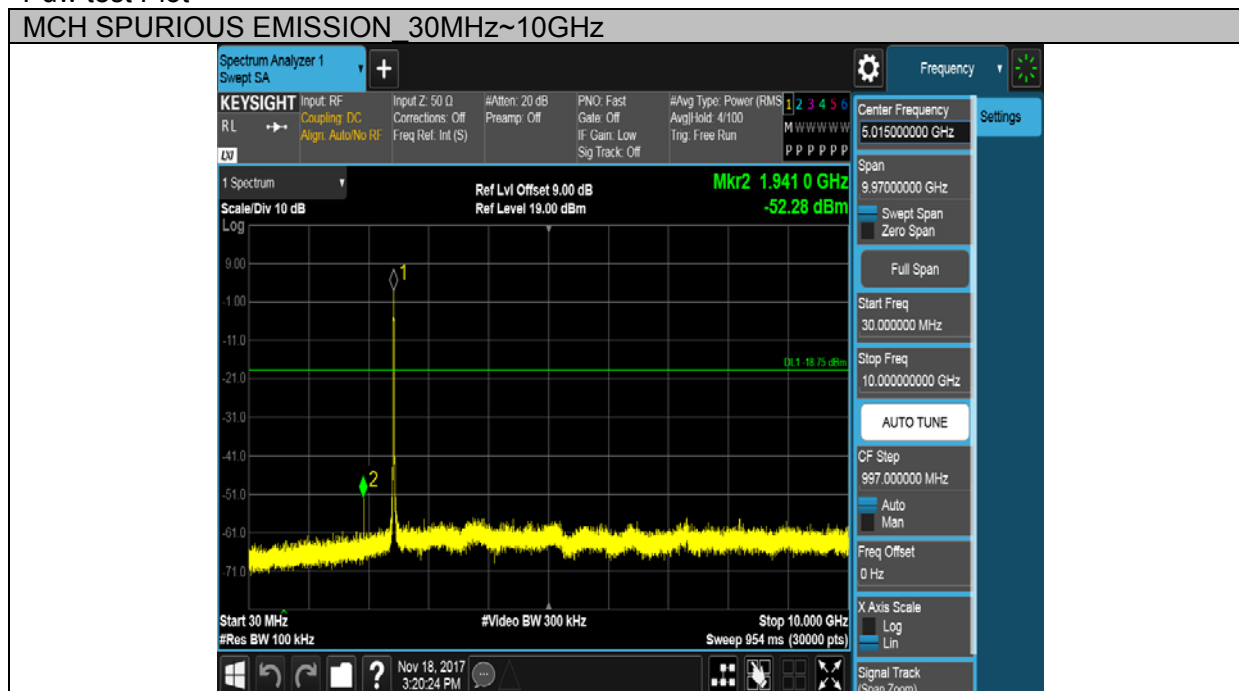 MCH SPURIOUS EMISSION_30MHz~10GHz
Spectrum Analyzer 1
Swept SA
Frequency
KEYSIGHT
RL
LXI
Input: RF
Coupling: DC
Align: Auto/No RF
Input Z: 50 Ω
Corrections: Off
Freq Ref: Int (S)
#Atten: 20 dB
Preamp: Off
PNO: Fast
Gate: Off
IF Gain: Low
Sig Track: Off
#Avg Type: Power (RMS
Avg|Hold: 4/100
Trig: Free Run
1 2 3 4 5 6
M W W W W W
P P P P P P
1 Spectrum
Scale/Div 10 dB
Log
Ref Lvl Offset 9.00 dB
Ref Level 19.00 dBm
Mkr2 1.941 0 GHz
-52.28 dBm
9.00
-1.00
-11.0
-21.0
-31.0
-41.0
-51.0
-61.0
-71.0
1
2
DL1 -18.75 dBm
Start 30 MHz
#Res BW 100 kHz
#Video BW 300 kHz
Stop 10.000 GHz
Sweep 954 ms (30000 pts)
Nov 18, 2017
3:20:24 PM
Center Frequency
5.015000000 GHz
Settings
Span
9.97000000 GHz
Swept Span
Zero Span
Full Span
Start Freq
30.000000 MHz
Stop Freq
10.000000000 GHz
AUTO TUNE
CF Step
997.000000 MHz
Auto
Man
Freq Offset
0 Hz
X Axis Scale
Log
Lin
Signal Track
(Span Zoom)